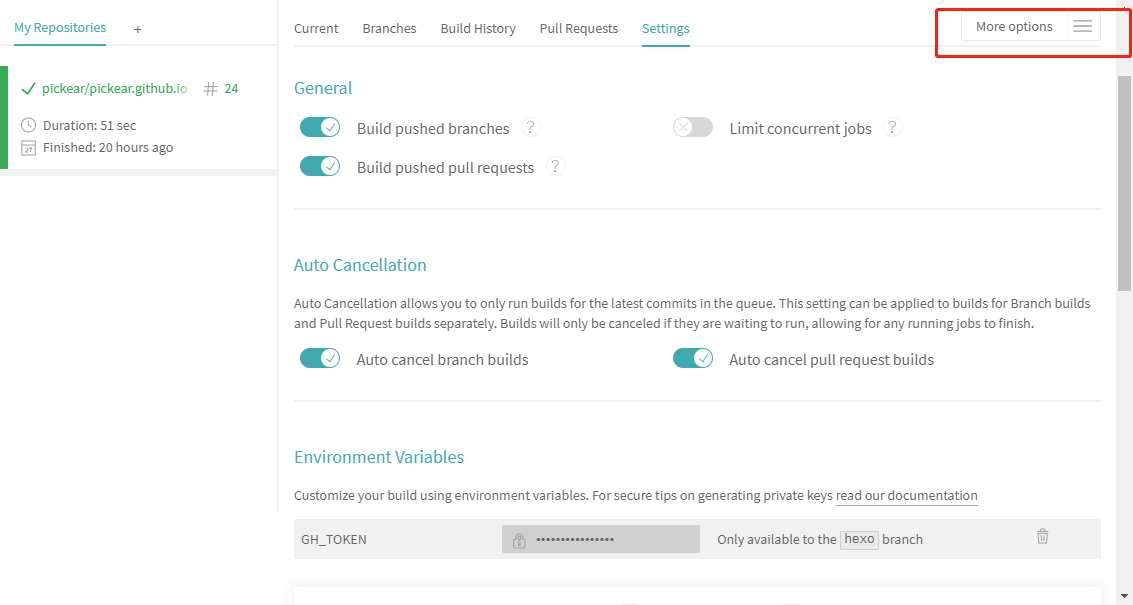 My Repositories +
Current Branches Build History Pull Requests Settings More options
pickear/pickear.github.io # 24
Duration: 51 sec
Finished: 20 hours ago
General
Build pushed branches ? Limit concurrent jobs ?
Build pushed pull requests ?
Auto Cancellation
Auto Cancellation allows you to only run builds for the latest commits in the queue. This setting can be applied to builds for Branch builds
and Pull Request builds separately. Builds will only be canceled if they are waiting to run, allowing for any running jobs to finish.
Auto cancel branch builds Auto cancel pull request builds
Environment Variables
Customize your build using environment variables. For secure tips on generating private keys read our documentation
GH_TOKEN •••••••••••••••• Only available to the hexo branch